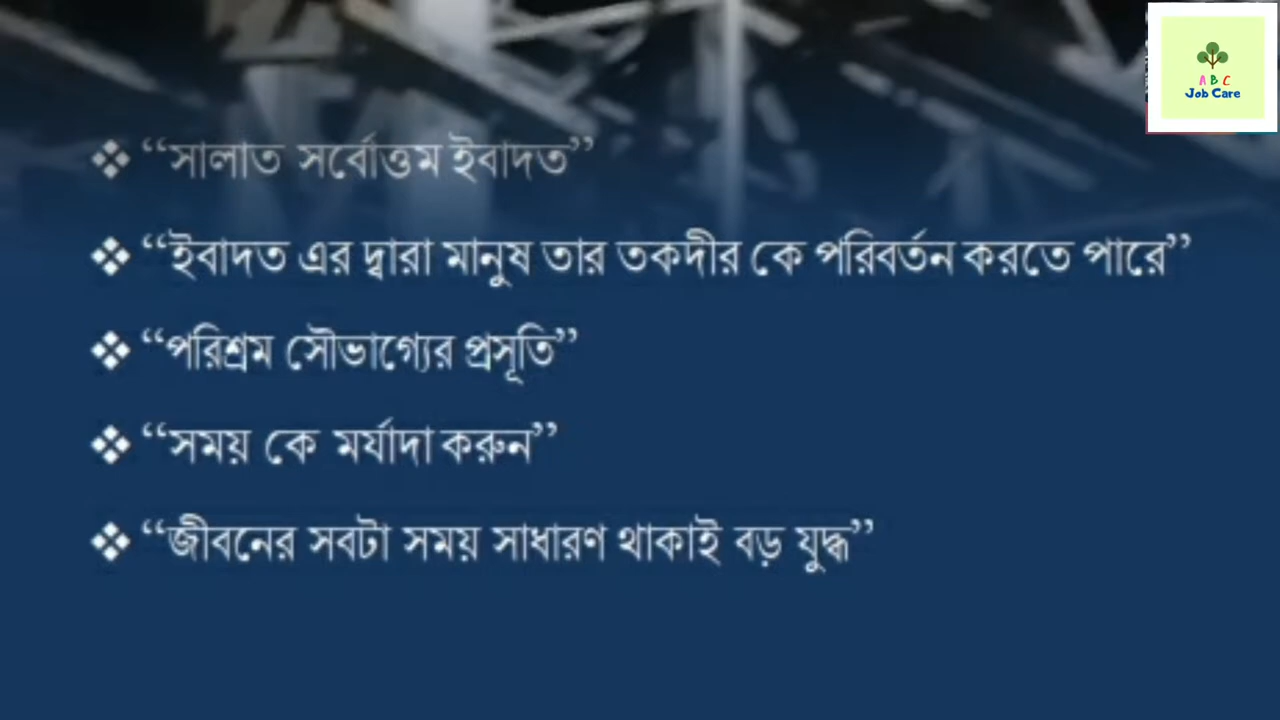 A B C
Job Care
❖ “সালাত সর্বোত্তম ইবাদত”
❖ “ইবাদত এর দ্বারা মানুষ তার তকদীর কে পরিবর্তন করতে পারে”
❖ “পরিশ্রম সৌভাগ্যের প্রসূতি”
❖ “সময় কে মর্যাদা করুন”
❖ “জীবনের সবটা সময় সাধারণ থাকাই বড় যুদ্ধ”